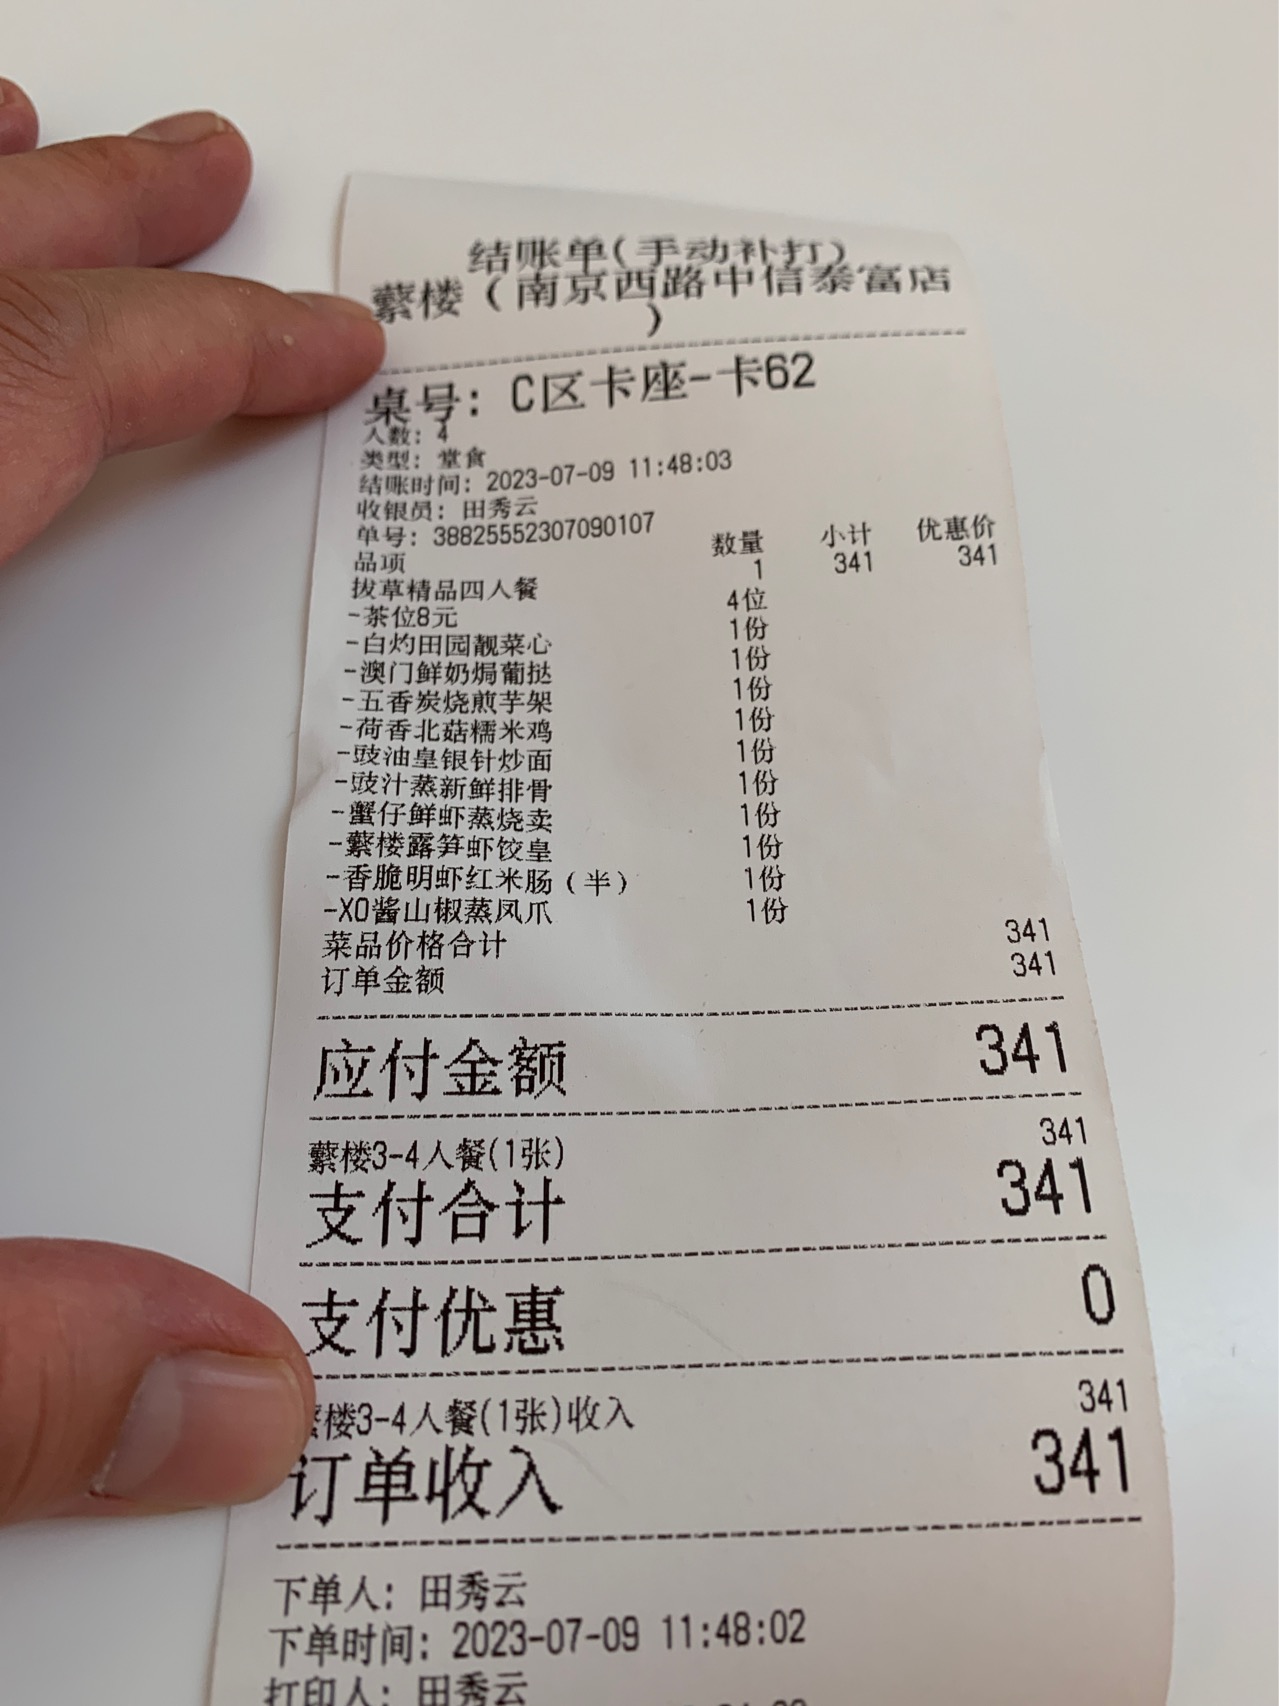 结账单(手动补打)
蘩楼（南京西路中信泰富店
）
桌号: C区卡座-卡62
人数: 4
类型: 堂食
结账时间: 2023-07-09 11:48:03
收银员: 田秀云
单号: 38825552307090107
品项 数量 小计 优惠价
拔草精品四人餐 1 341 341
-茶位8元 4位
-白灼田园靓菜心 1份
-澳门鲜奶焗葡挞 1份
-五香炭烧煎芋架 1份
-荷香北菇糯米鸡 1份
-豉油皇银针炒面 1份
-豉汁蒸新鲜排骨 1份
-蟹仔鲜虾蒸烧卖 1份
-蘩楼露笋虾饺皇 1份
-香脆明虾红米肠（半） 1份
-XO酱山椒蒸凤爪 1份
菜品价格合计 341
订单金额 341
应付金额 341
蘩楼3-4人餐(1张) 341
支付合计 341
支付优惠 0
蘩楼3-4人餐(1张)收入 341
订单收入 341
下单人: 田秀云
下单时间: 2023-07-09 11:48:02
打印人: 田秀云